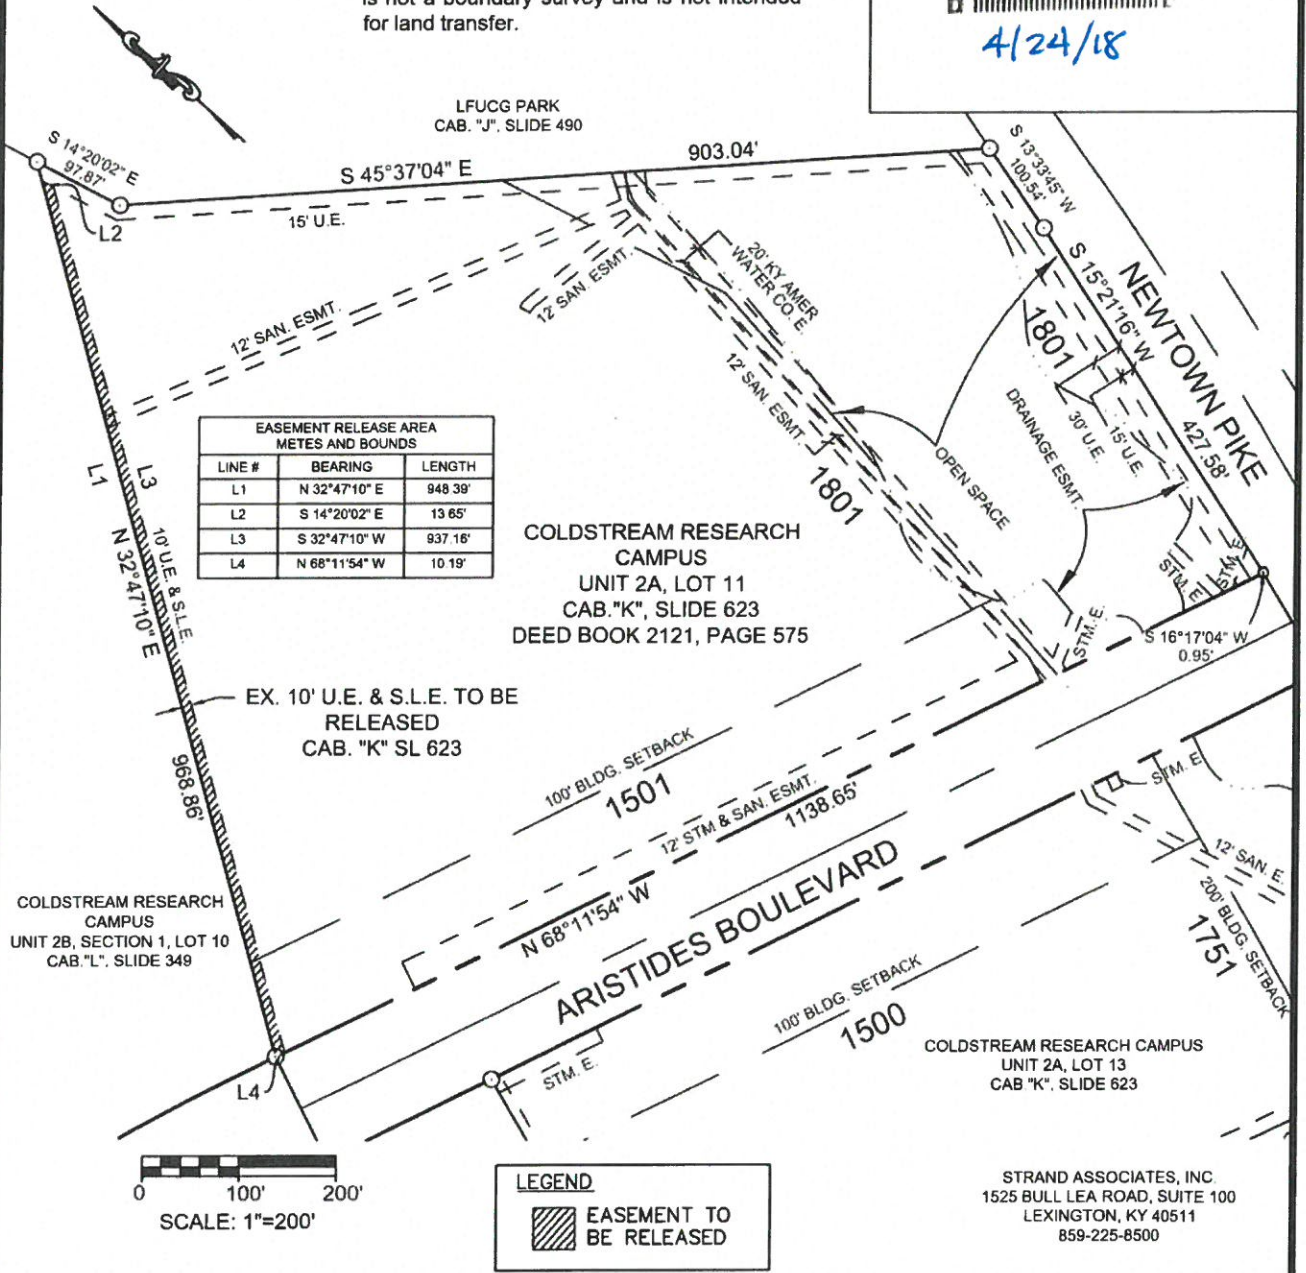 is not a boundary survey and is not intended
for land transfer.
4/24/18
LFUCG PARK
CAB. "J". SLIDE 490
S 14°20'02" E
97.87'
S 45°37'04" E
903.04'
S 13°33'45" W
100.54'
L2
15' U.E.
12' SAN. ESMT.
12' SAN. ESMT.
20' KY AMER
WATER CO. E.
12' SAN. ESMT.
1801
OPEN SPACE
1801
S 15°21'16" W
427.58'
NEWTOWN PIKE
30' U.E.
15' U.E.
DRAINAGE ESMT.
STM. E
STM. E
STM. E.
S 16°17'04" W
0.95'
EASEMENT RELEASE AREA
METES AND BOUNDS
LINE # BEARING LENGTH
L1 N 32°47'10" E 948 39'
L2 S 14°20'02" E 13 65'
L3 S 32°47'10" W 937.16'
L4 N 68°11'54" W 10.19'
L1
L3
10' U.E. & S.L.E.
N 32°47'10" E
968.86'
COLDSTREAM RESEARCH
CAMPUS
UNIT 2A, LOT 11
CAB."K", SLIDE 623
DEED BOOK 2121, PAGE 575
EX. 10' U.E. & S.L.E. TO BE
RELEASED
CAB. "K" SL 623
100' BLDG. SETBACK
1501
12' STM & SAN. ESMT.
1138.65'
N 68°11'54" W
ARISTIDES BOULEVARD
STM. E
12' SAN. E.
200' BLDG. SETBACK
1751
COLDSTREAM RESEARCH
CAMPUS
UNIT 2B, SECTION 1, LOT 10
CAB."L". SLIDE 349
100' BLDG. SETBACK
1500
COLDSTREAM RESEARCH CAMPUS
UNIT 2A, LOT 13
CAB "K". SLIDE 623
STM. E.
L4
0 100' 200'
SCALE: 1"=200'
LEGEND
EASEMENT TO
BE RELEASED
STRAND ASSOCIATES, INC.
1525 BULL LEA ROAD, SUITE 100
LEXINGTON, KY 40511
859-225-8500